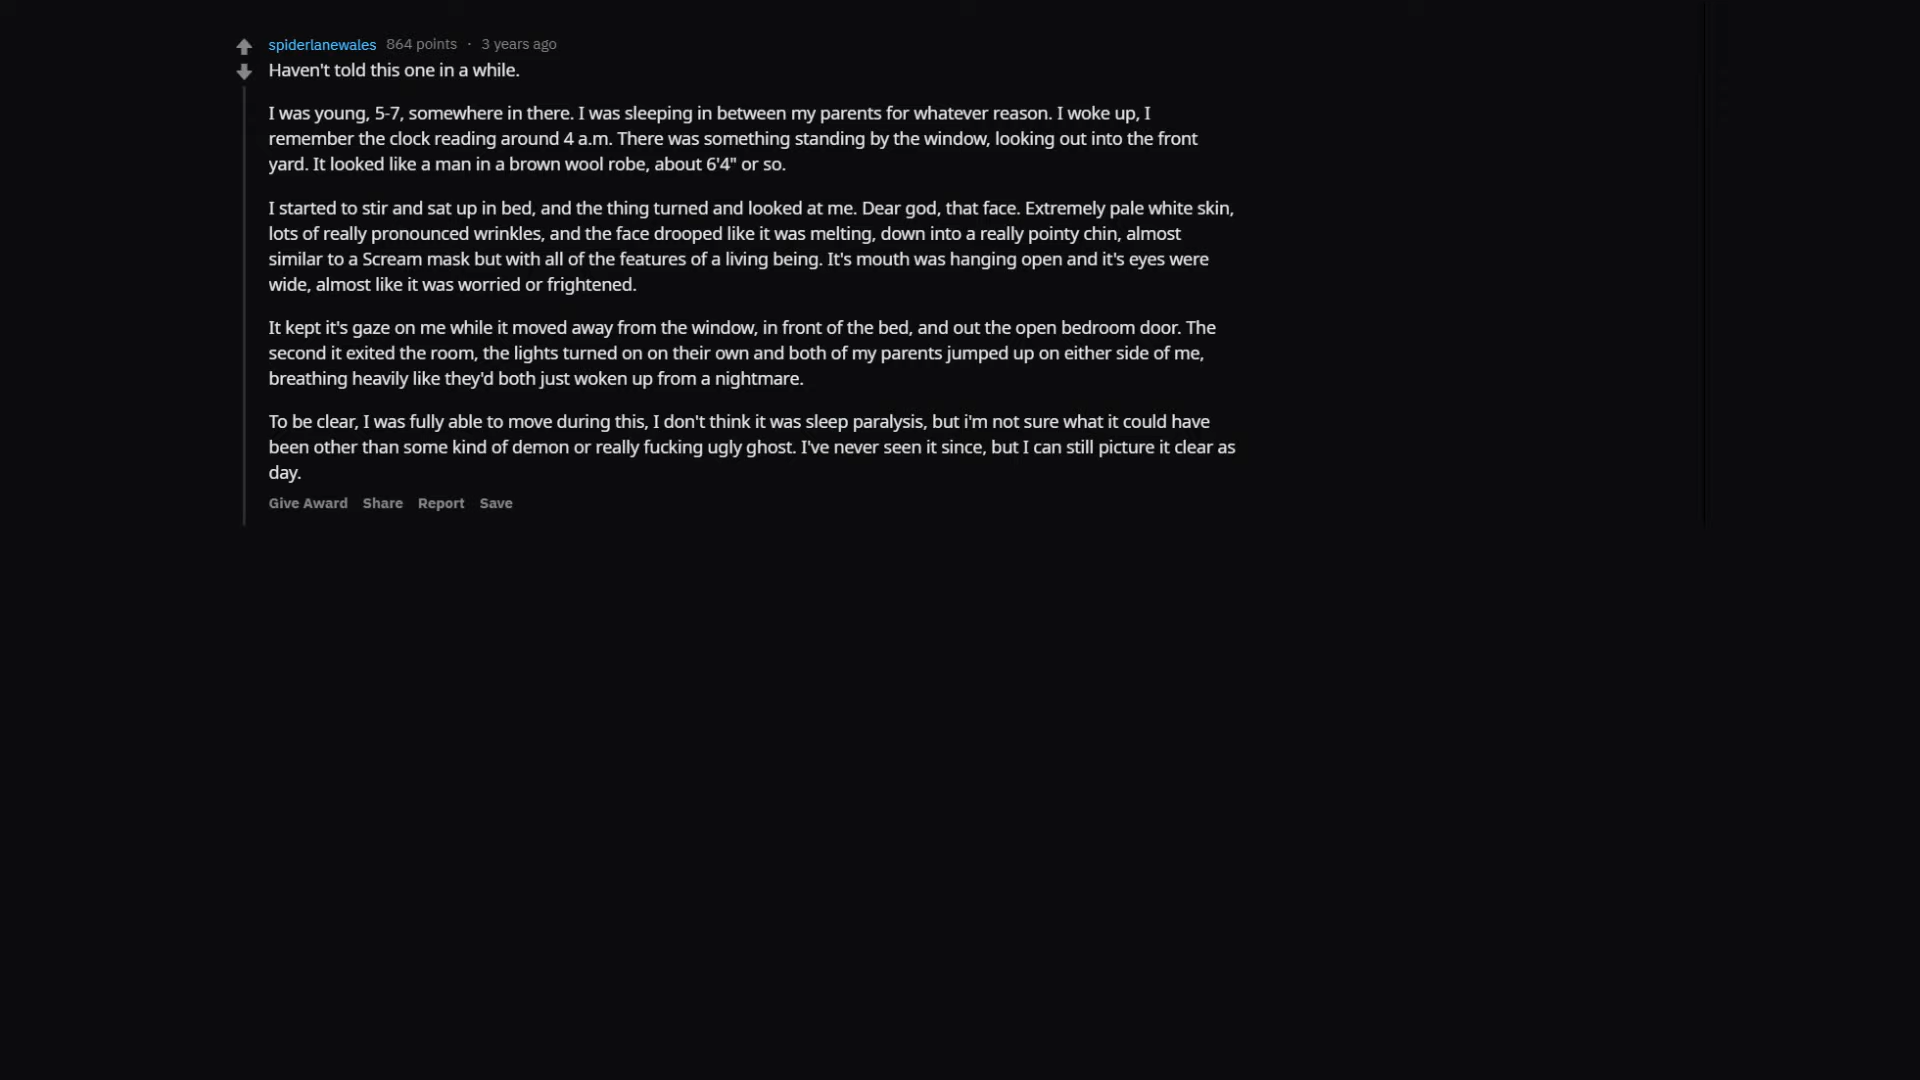 spiderlanewales 864 points · 3 years ago
Haven't told this one in a while.
I was young, 5-7, somewhere in there. I was sleeping in between my parents for whatever reason. I woke up, I
remember the clock reading around 4 a.m. There was something standing by the window, looking out into the front
yard. It looked like a man in a brown wool robe, about 6'4" or so.
I started to stir and sat up in bed, and the thing turned and looked at me. Dear god, that face. Extremely pale white skin,
lots of really pronounced wrinkles, and the face drooped like it was melting, down into a really pointy chin, almost
similar to a Scream mask but with all of the features of a living being. It's mouth was hanging open and it's eyes were
wide, almost like it was worried or frightened.
It kept it's gaze on me while it moved away from the window, in front of the bed, and out the open bedroom door. The
second it exited the room, the lights turned on on their own and both of my parents jumped up on either side of me,
breathing heavily like they'd both just woken up from a nightmare.
To be clear, I was fully able to move during this, I don't think it was sleep paralysis, but i'm not sure what it could have
been other than some kind of demon or really fucking ugly ghost. I've never seen it since, but I can still picture it clear as
day.
Give Award Share Report Save